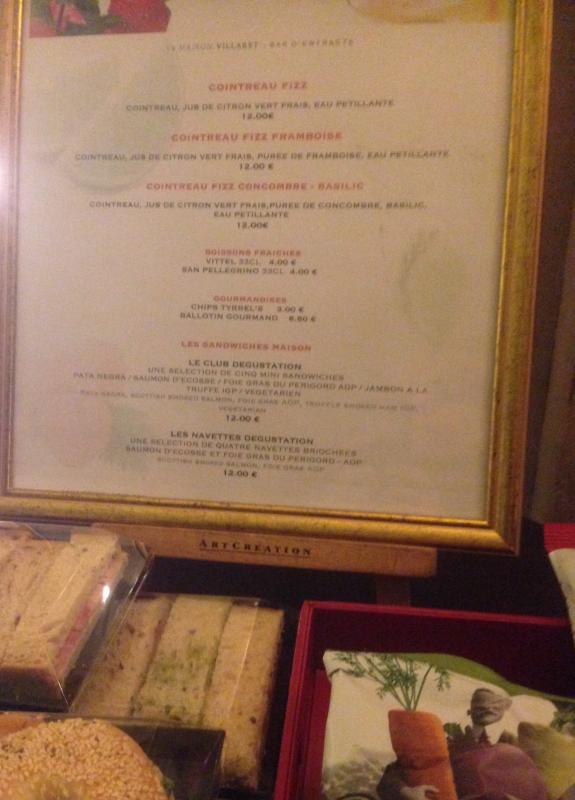 LA MAISON VILLARET - BAR D'ENTRACTE
COINTREAU FIZZ
COINTREAU, JUS DE CITRON VERT FRAIS, EAU PETILLANTE
12.00€
COINTREAU FIZZ FRAMBOISE
COINTREAU, JUS DE CITRON VERT FRAIS, PUREE DE FRAMBOISE, EAU PETILLANTE
12.00 €
COINTREAU FIZZ CONCOMBRE - BASILIC
COINTREAU, JUS DE CITRON VERT FRAIS,PUREE DE CONCOMBRE, BASILIC,
EAU PETILLANTE
12.00€
BOISSONS FRAICHES
VITTEL 33CL 4.00 €
SAN PELLEGRINO 33CL 4.00 €
GOURMANDISES
CHIPS TYRREL'S 3.00 €
BALLOTIN GOURMAND 6.50 €
LES SANDWICHES MAISON
LE CLUB DEGUSTATION
UNE SELECTION DE CINQ MINI SANDWICHES
PATA NEGRA / SAUMON D'ECOSSE / FOIE GRAS DU PERIGORD AOP / JAMBON A LA
TRUFFE IGP / VEGETARIEN
PATA NEGRA, SCOTTISH SMOKED SALMON, FOIE GRAS AOP, TRUFFLE SMOKED HAM IGP,
VEGETARIAN
12.00 €
LES NAVETTES DEGUSTATION
UNE SELECTION DE QUATRE NAVETTES BRIOCHEES
SAUMON D'ECOSSE ET FOIE GRAS DU PERIGORD - AOP
SCOTTISH SMOKED SALMON, FOIE GRAS AOP
12.00 €
ARTCREATION